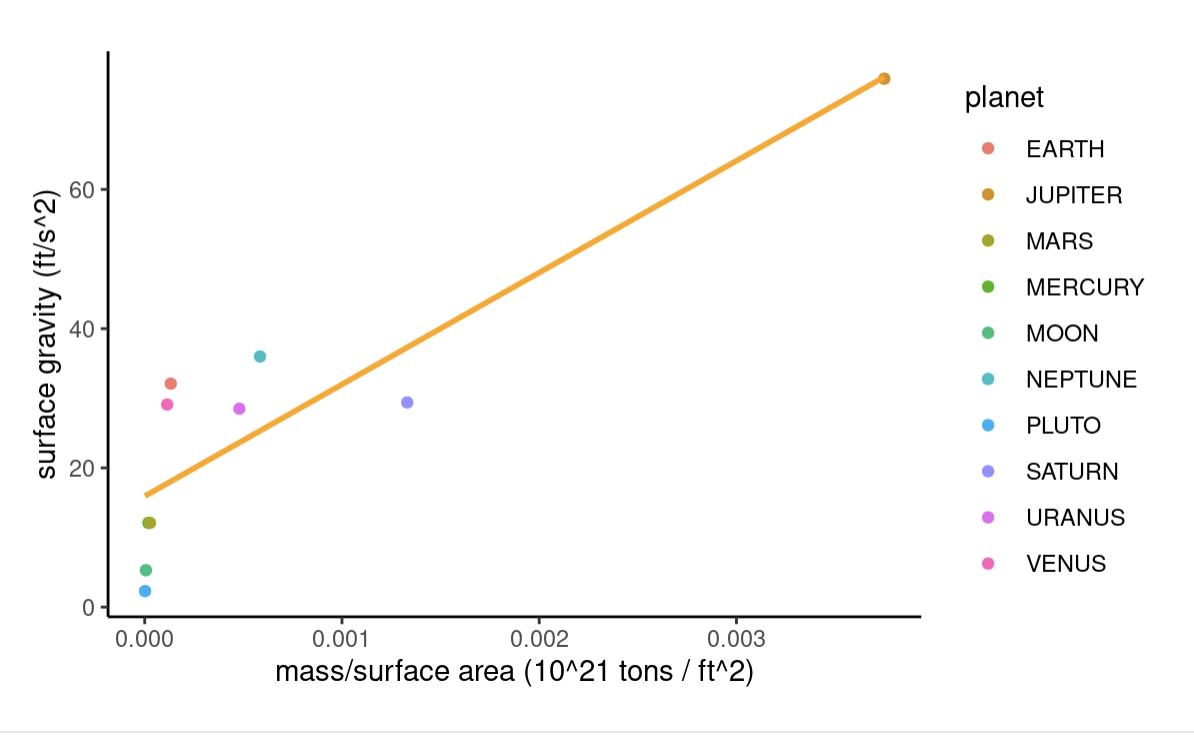 surface gravity (ft/s^2)
60
40
20
0
0.000 0.001 0.002 0.003
mass/surface area (10^21 tons / ft^2)
planet
EARTH
JUPITER
MARS
MERCURY
MOON
NEPTUNE
PLUTO
SATURN
URANUS
VENUS